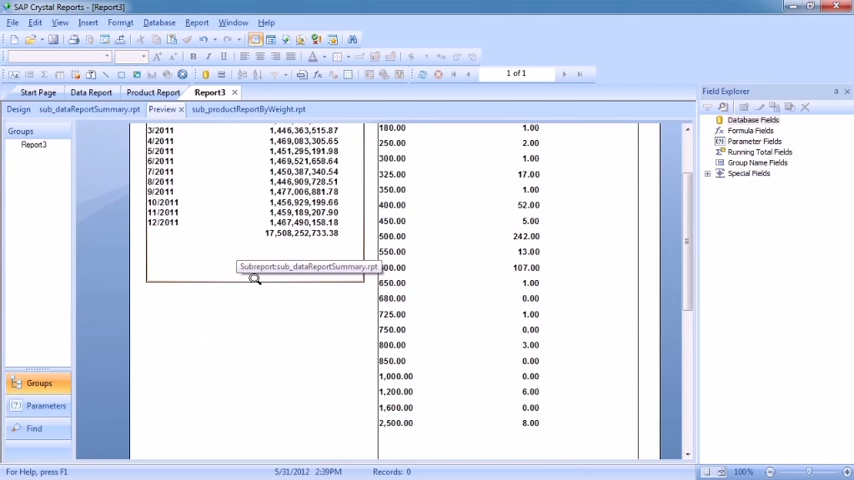 SAP Crystal Reports - [Report3]
File Edit View Insert Format Database Report Window Help
1 of 1
Start Page Data Report Product Report Report3 ×
Design sub_dataReportSummary.rpt Preview × sub_productReportByWeight.rpt
Groups
Report3
Groups
Parameters
Find
3/2011 1,446,363,515.87
4/2011 1,469,083,305.65
5/2011 1,451,295,191.98
6/2011 1,469,521,658.64
7/2011 1,450,387,340.54
8/2011 1,446,909,728.51
9/2011 1,477,006,881.78
10/2011 1,456,929,199.66
11/2011 1,459,189,207.90
12/2011 1,467,490,158.18
17,508,252,733.38
Subreport:sub_dataReportSummary.rpt
180.00 1.00
250.00 2.00
300.00 1.00
325.00 17.00
350.00 1.00
400.00 52.00
450.00 5.00
500.00 242.00
550.00 13.00
00.00 107.00
650.00 1.00
680.00 0.00
725.00 1.00
750.00 0.00
800.00 3.00
850.00 0.00
1,000.00 0.00
1,200.00 6.00
1,600.00 0.00
2,500.00 8.00
Field Explorer
Database Fields
Formula Fields
Parameter Fields
Running Total Fields
Group Name Fields
Special Fields
For Help, press F1 5/31/2012 2:39PM Records: 0 100%